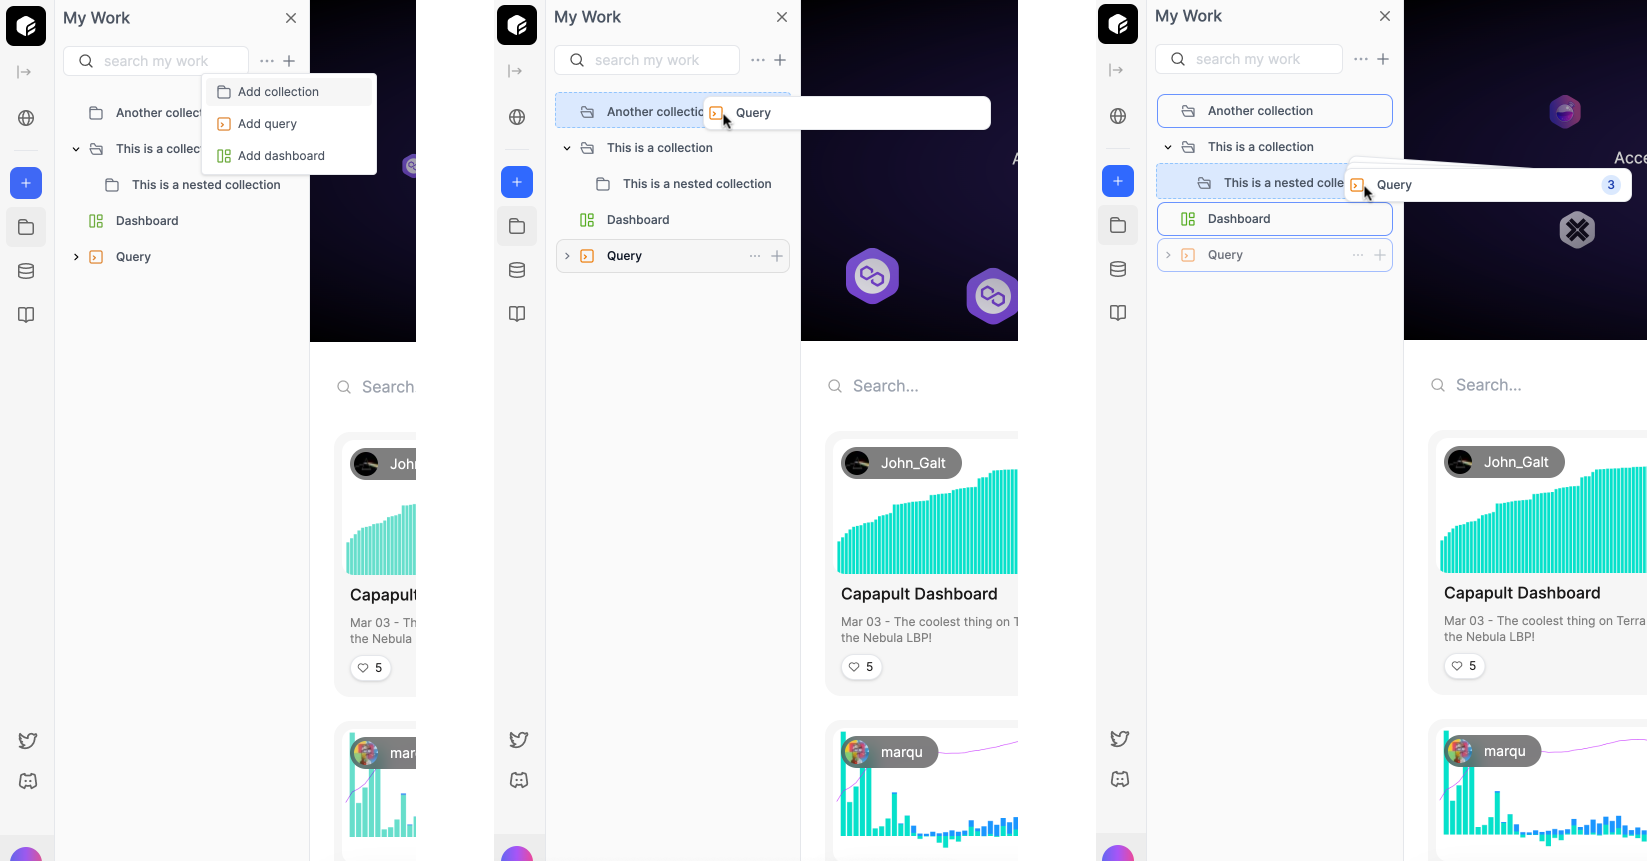 My Work
search my work
Add collection
Another collec
Add query
This is a collec
Add dashboard
This is a nested collection
Dashboard
Query
Search
John
Capapult
Mar 03 - Th
the Nebula
5
marq
My Work
search my work
Another collectio
Query
This is a collection
This is a nested collection
Dashboard
Query
A
Search...
John_Galt
Capapult Dashboard
Mar 03 - The coolest thing on T
the Nebula LBP!
5
marqu
My Work
search my work
Another collection
This is a collection
Acce
This is a nested colle
Query
3
Dashboard
Query
Search...
John_Galt
Capapult Dashboard
Mar 03 - The coolest thing on Terra
the Nebula LBP!
5
marqu